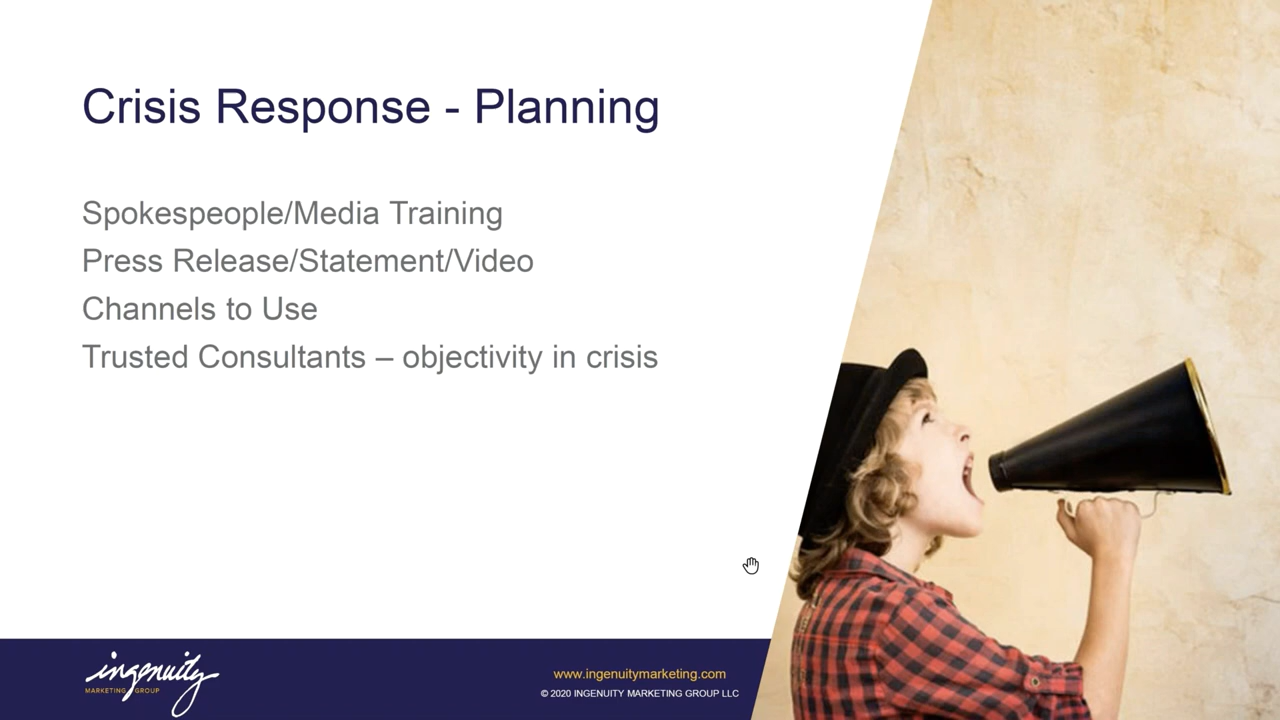 Crisis Response - Planning
Spokespeople/Media Training
Press Release/Statement/Video
Channels to Use
Trusted Consultants – objectivity in crisis
ingenuity
MARKETING GROUP
www.ingenuitymarketing.com
© 2020 INGENUITY MARKETING GROUP LLC